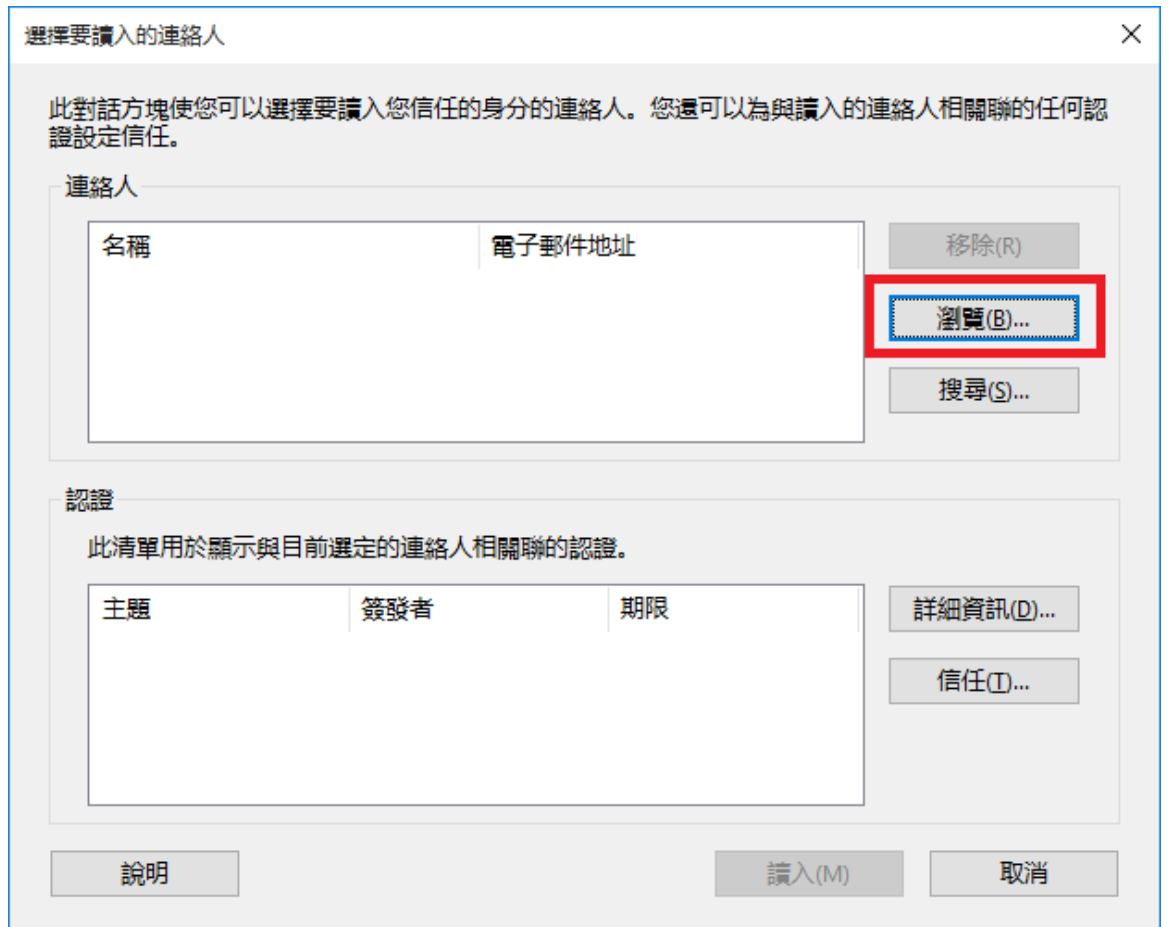 選擇要讀入的連絡人
此對話方塊使您可以選擇要讀入您信任的身分的連絡人。您還可以為與讀入的連絡人相關聯的任何認
證設定信任。
連絡人
名稱 電子郵件地址
移除(R)
瀏覽(B)...
搜尋(S)...
認證
此清單用於顯示與目前選定的連絡人相關聯的認證。
主題 簽發者 期限
詳細資訊(D)...
信任(T)...
說明 讀入(M) 取消